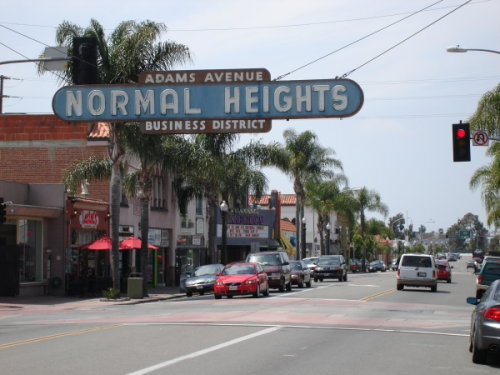 ADAMS AVENUE
NORMAL HEIGHTS
BUSINESS DISTRICT